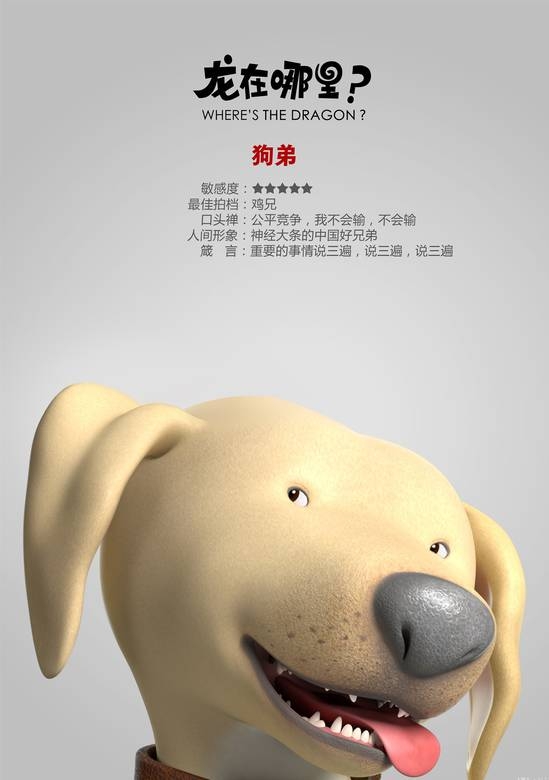 龙在哪里?
WHERE'S THE DRAGON ?
狗弟
敏感度:★★★★★
最佳拍档:鸡兄
口头禅:公平竞争,我不会输,不会输
人间形象:神经大条的中国好兄弟
箴 言:重要的事情说三遍,说三遍,说三遍